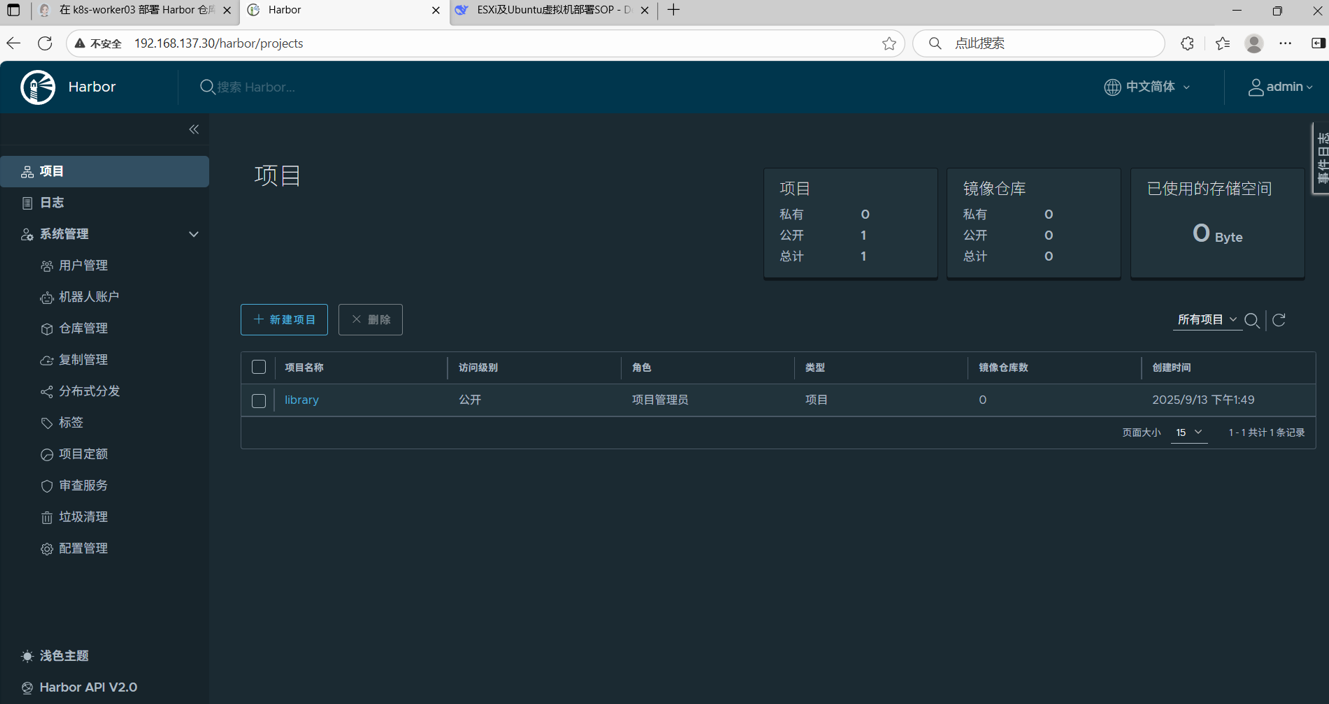 在 k8s-worker03 部署 Harbor 仓
Harbor
ESXi及Ubuntu虚拟机部署SOP - D
不安全 192.168.137.30/harbor/projects
点此搜索
Harbor
搜索 Harbor...
中文简体
admin
事件日志
项目
日志
系统管理
用户管理
机器人账户
仓库管理
复制管理
分布式分发
标签
项目定额
审查服务
垃圾清理
配置管理
浅色主题
Harbor API V2.0
项目
项目
私有 0
公开 1
总计 1
镜像仓库
私有 0
公开 0
总计 0
已使用的存储空间
0 Byte
新建项目
删除
所有项目
项目名称 访问级别 角色 类型 镜像仓库数 创建时间
library 公开 项目管理员 项目 0 2025/9/13 下午1:49
页面大小 15 1 - 1 共计 1 条记录